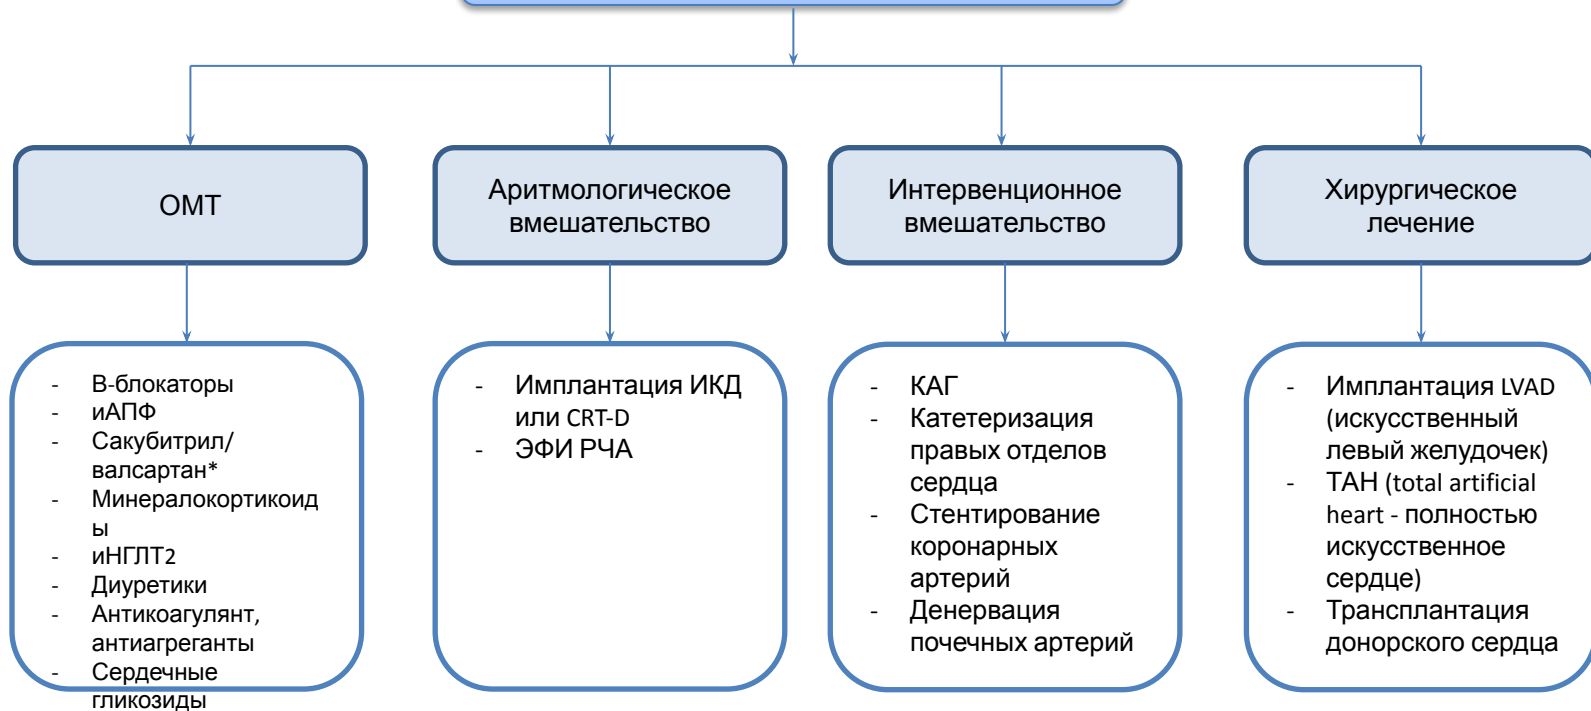 ОМТ
Аритмологическое
вмешательство
Интервенционное
вмешательство
Хирургическое
лечение
- В-блокаторы
- иАПФ
- Сакубитрил/
валсартан*
- Минералокортикоид
ы
- иНГЛТ2
- Диуретики
- Антикоагулянт,
антиагреганты
- Сердечные
гликозиды
- Имплантация ИКД
или CRT-D
- ЭФИ РЧА
- КАГ
- Катетеризация
правых отделов
сердца
- Стентирование
коронарных
артерий
- Денервация
почечных артерий
- Имплантация LVAD
(искусственный
левый желудочек)
- ТАН (total artificial
heart - полностью
искусственное
сердце)
- Трансплантация
донорского сердца